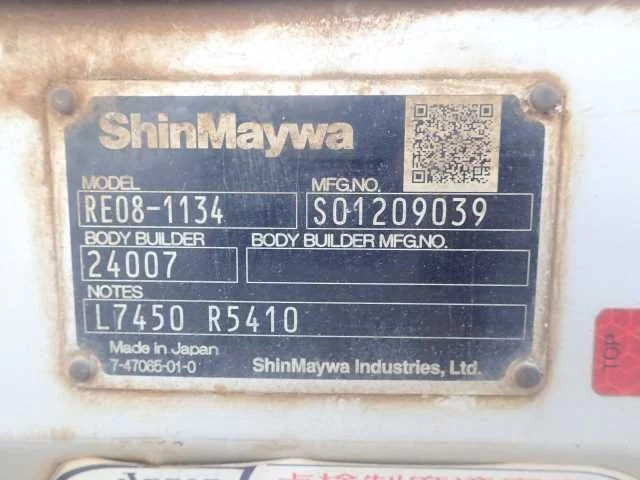 ShinMaywa
MODEL MFG.NO.
RE08-1134 S01209039
BODY BUILDER BODY BUILDER MFG.NO.
24007
NOTES
L7450 R5410
Made in Japan
7-47065-01-0 ShinMaywa Industries, Ltd.
TOP